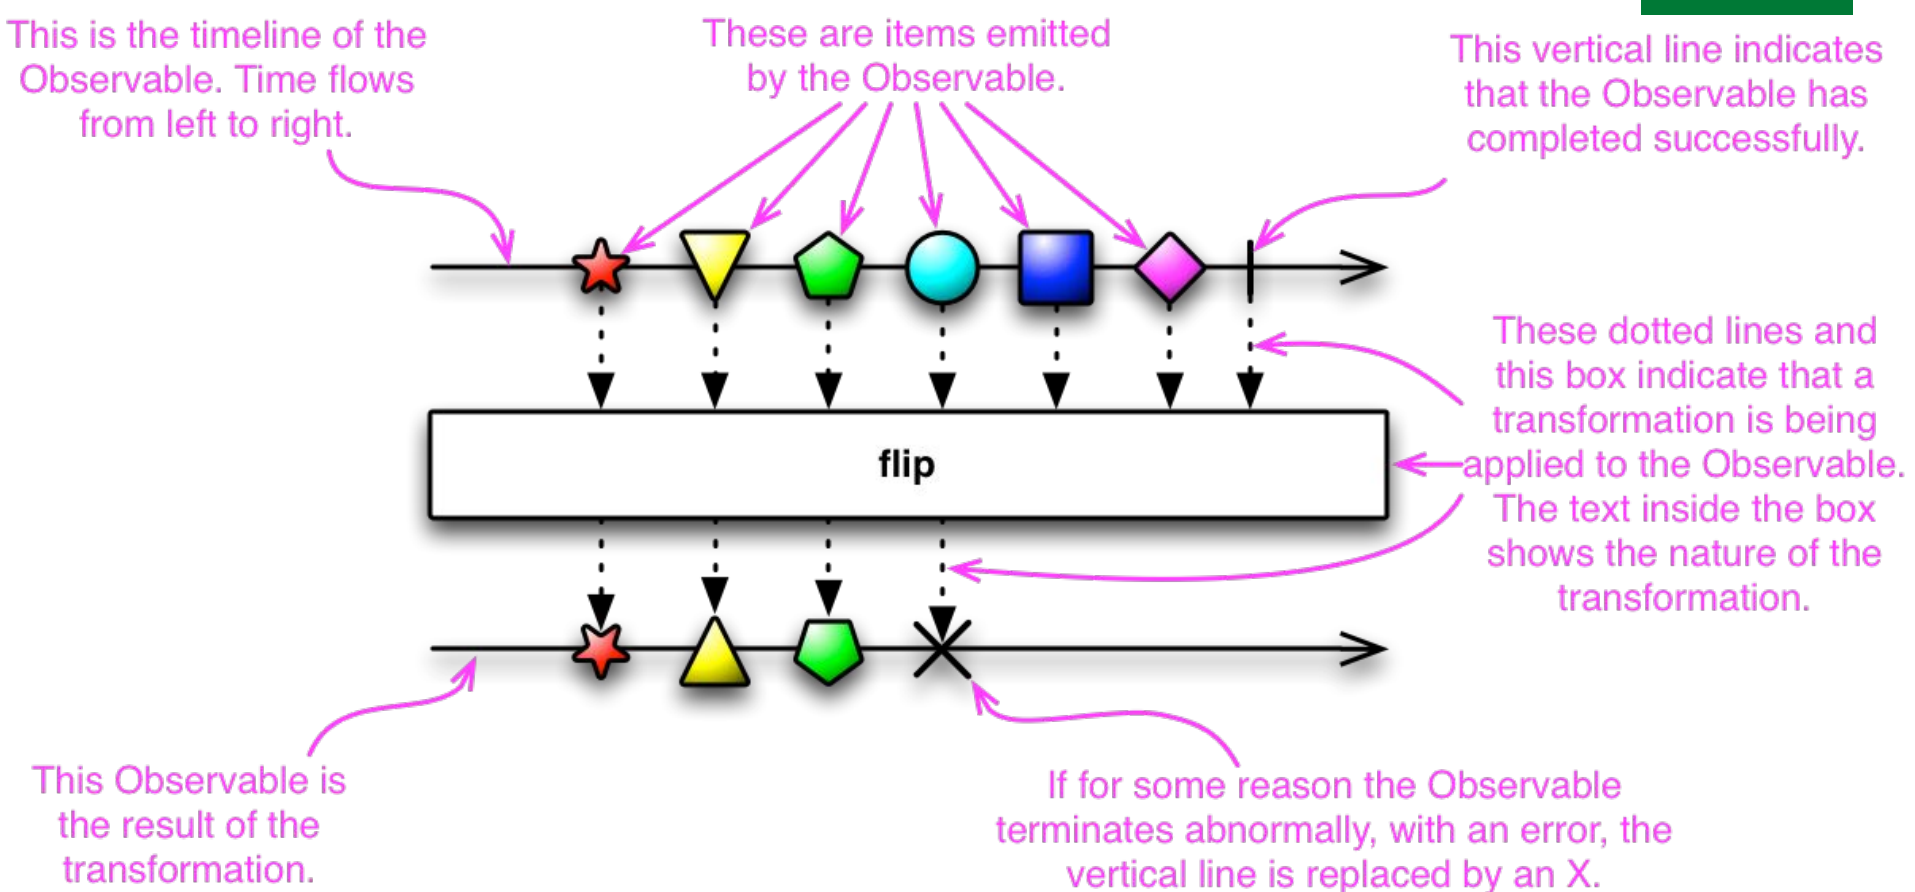 This is the timeline of the
Observable. Time flows
from left to right.
These are items emitted
by the Observable.
This vertical line indicates
that the Observable has
completed successfully.
These dotted lines and
this box indicate that a
transformation is being
applied to the Observable.
The text inside the box
shows the nature of the
transformation.
flip
This Observable is
the result of the
transformation.
If for some reason the Observable
terminates abnormally, with an error, the
vertical line is replaced by an X.